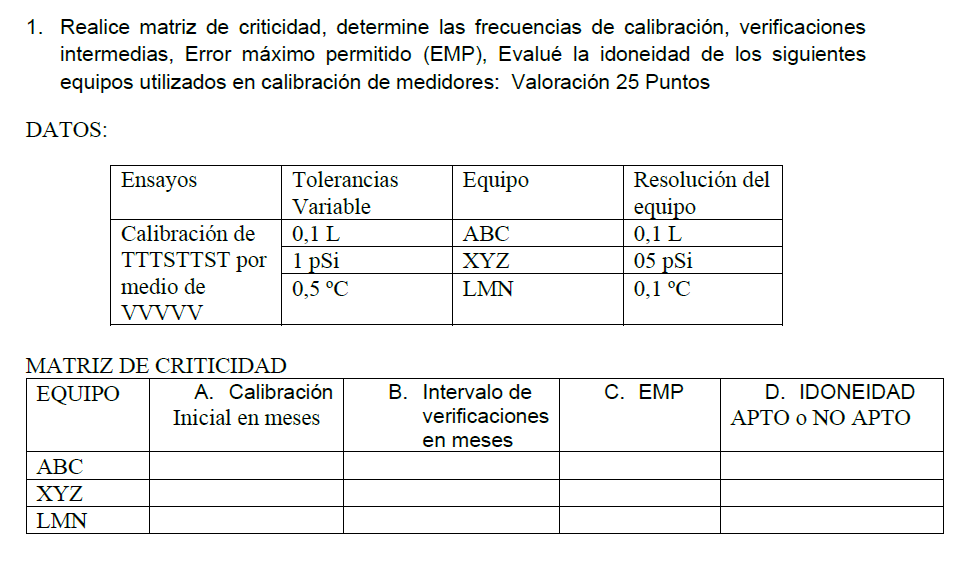 1. Realice matriz de criticidad, determine las frecuencias de calibración, verificaciones
intermedias, Error máximo permitido (EMP), Evalué la idoneidad de los siguientes
equipos utilizados en calibración de medidores: Valoración 25 Puntos
DATOS:
Ensayos Tolerancias Variable Equipo Resolución del equipo
Calibración de TTTSTTST por medio de VVVVV
0,1 L ABC 0,1 L
1 pSi XYZ 05 pSi
0,5 ºC LMN 0,1 ºC
MATRIZ DE CRITICIDAD
EQUIPO A. Calibración Inicial en meses B. Intervalo de verificaciones en meses C. EMP D. IDONEIDAD APTO o NO APTO
ABC
XYZ
LMN